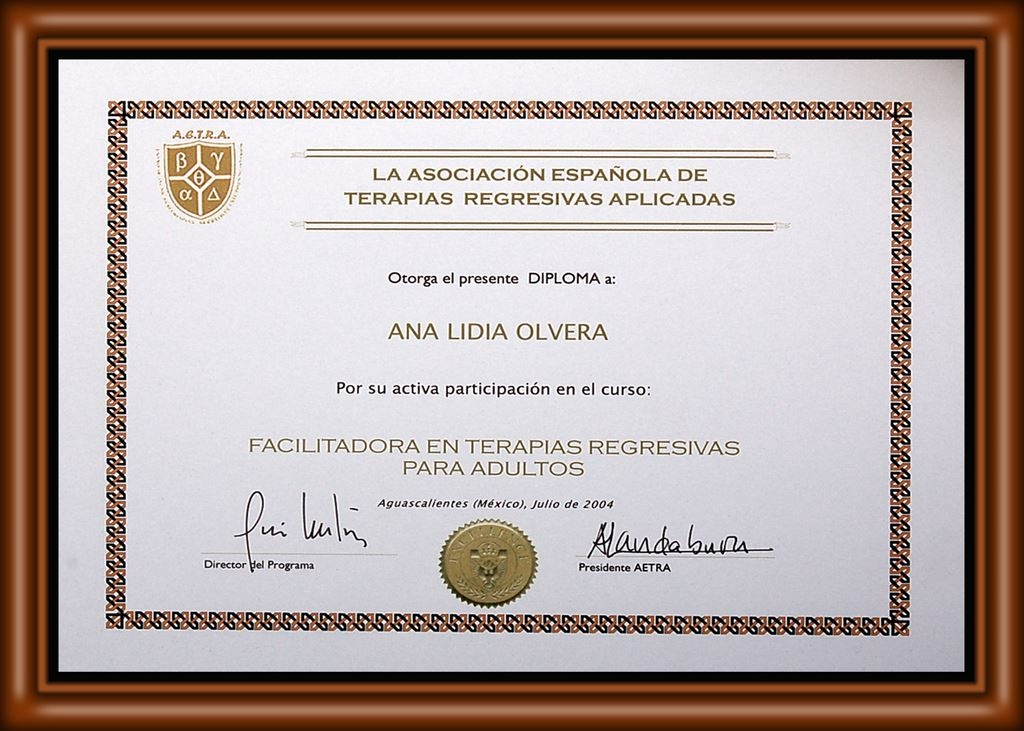 A.E.T.R.A.
β γ
θ
α Δ
LA ASOCIACIÓN ESPAÑOLA DE
TERAPIAS REGRESIVAS APLICADAS
Otorga el presente DIPLOMA a:
ANA LIDIA OLVERA
Por su activa participación en el curso:
FACILITADORA EN TERAPIAS REGRESIVAS
PARA ADULTOS
Aguascalientes (México), Julio de 2004
EXCELLENCE
Director del Programa
Presidente AETRA